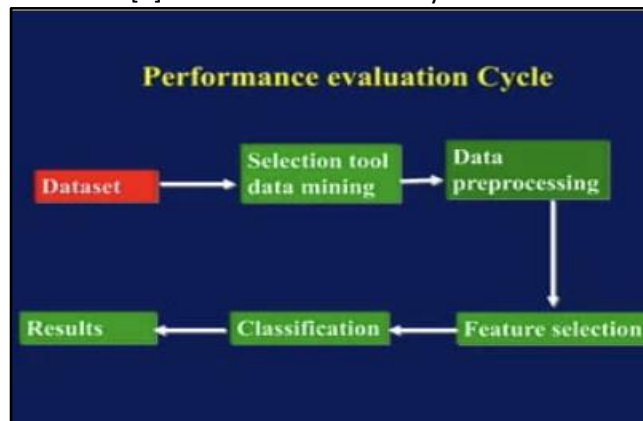 Performance evaluation Cycle
Dataset
Selection tool
data mining
Data
preprocessing
Feature selection
Classification
Results